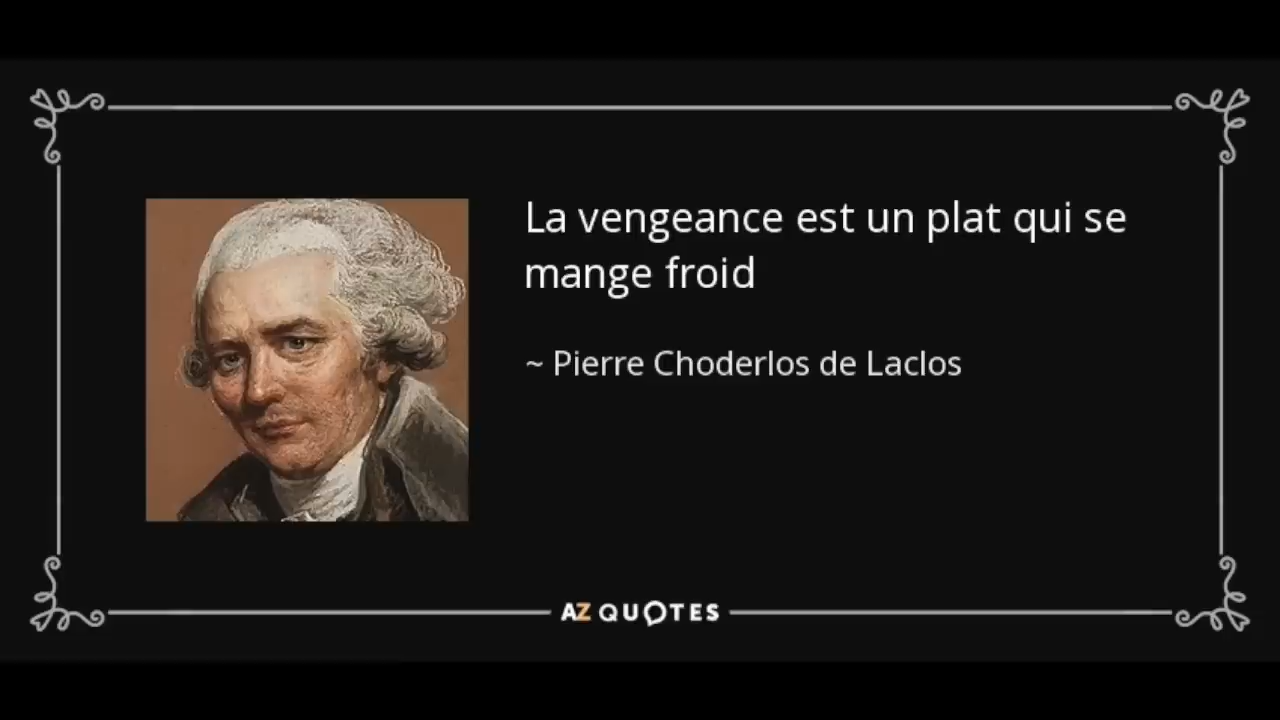 La vengeance est un plat qui se
mange froid
~ Pierre Choderlos de Laclos
AZ QUOTES